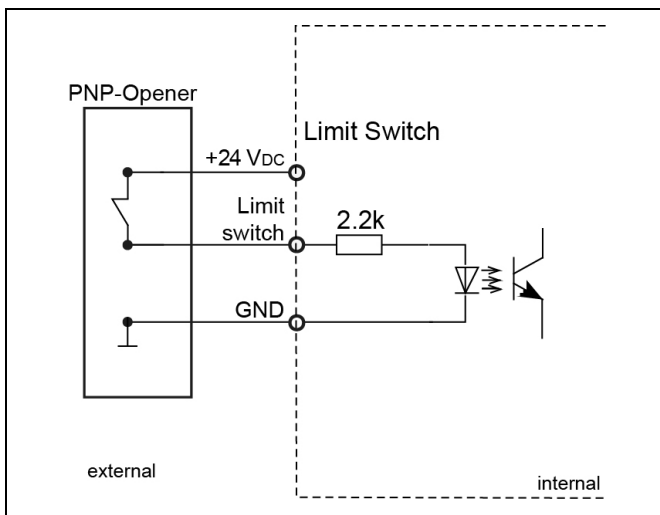 PNP-Opener
Limit Switch
+24 VDC
Limit
switch
2.2k
GND
external
internal